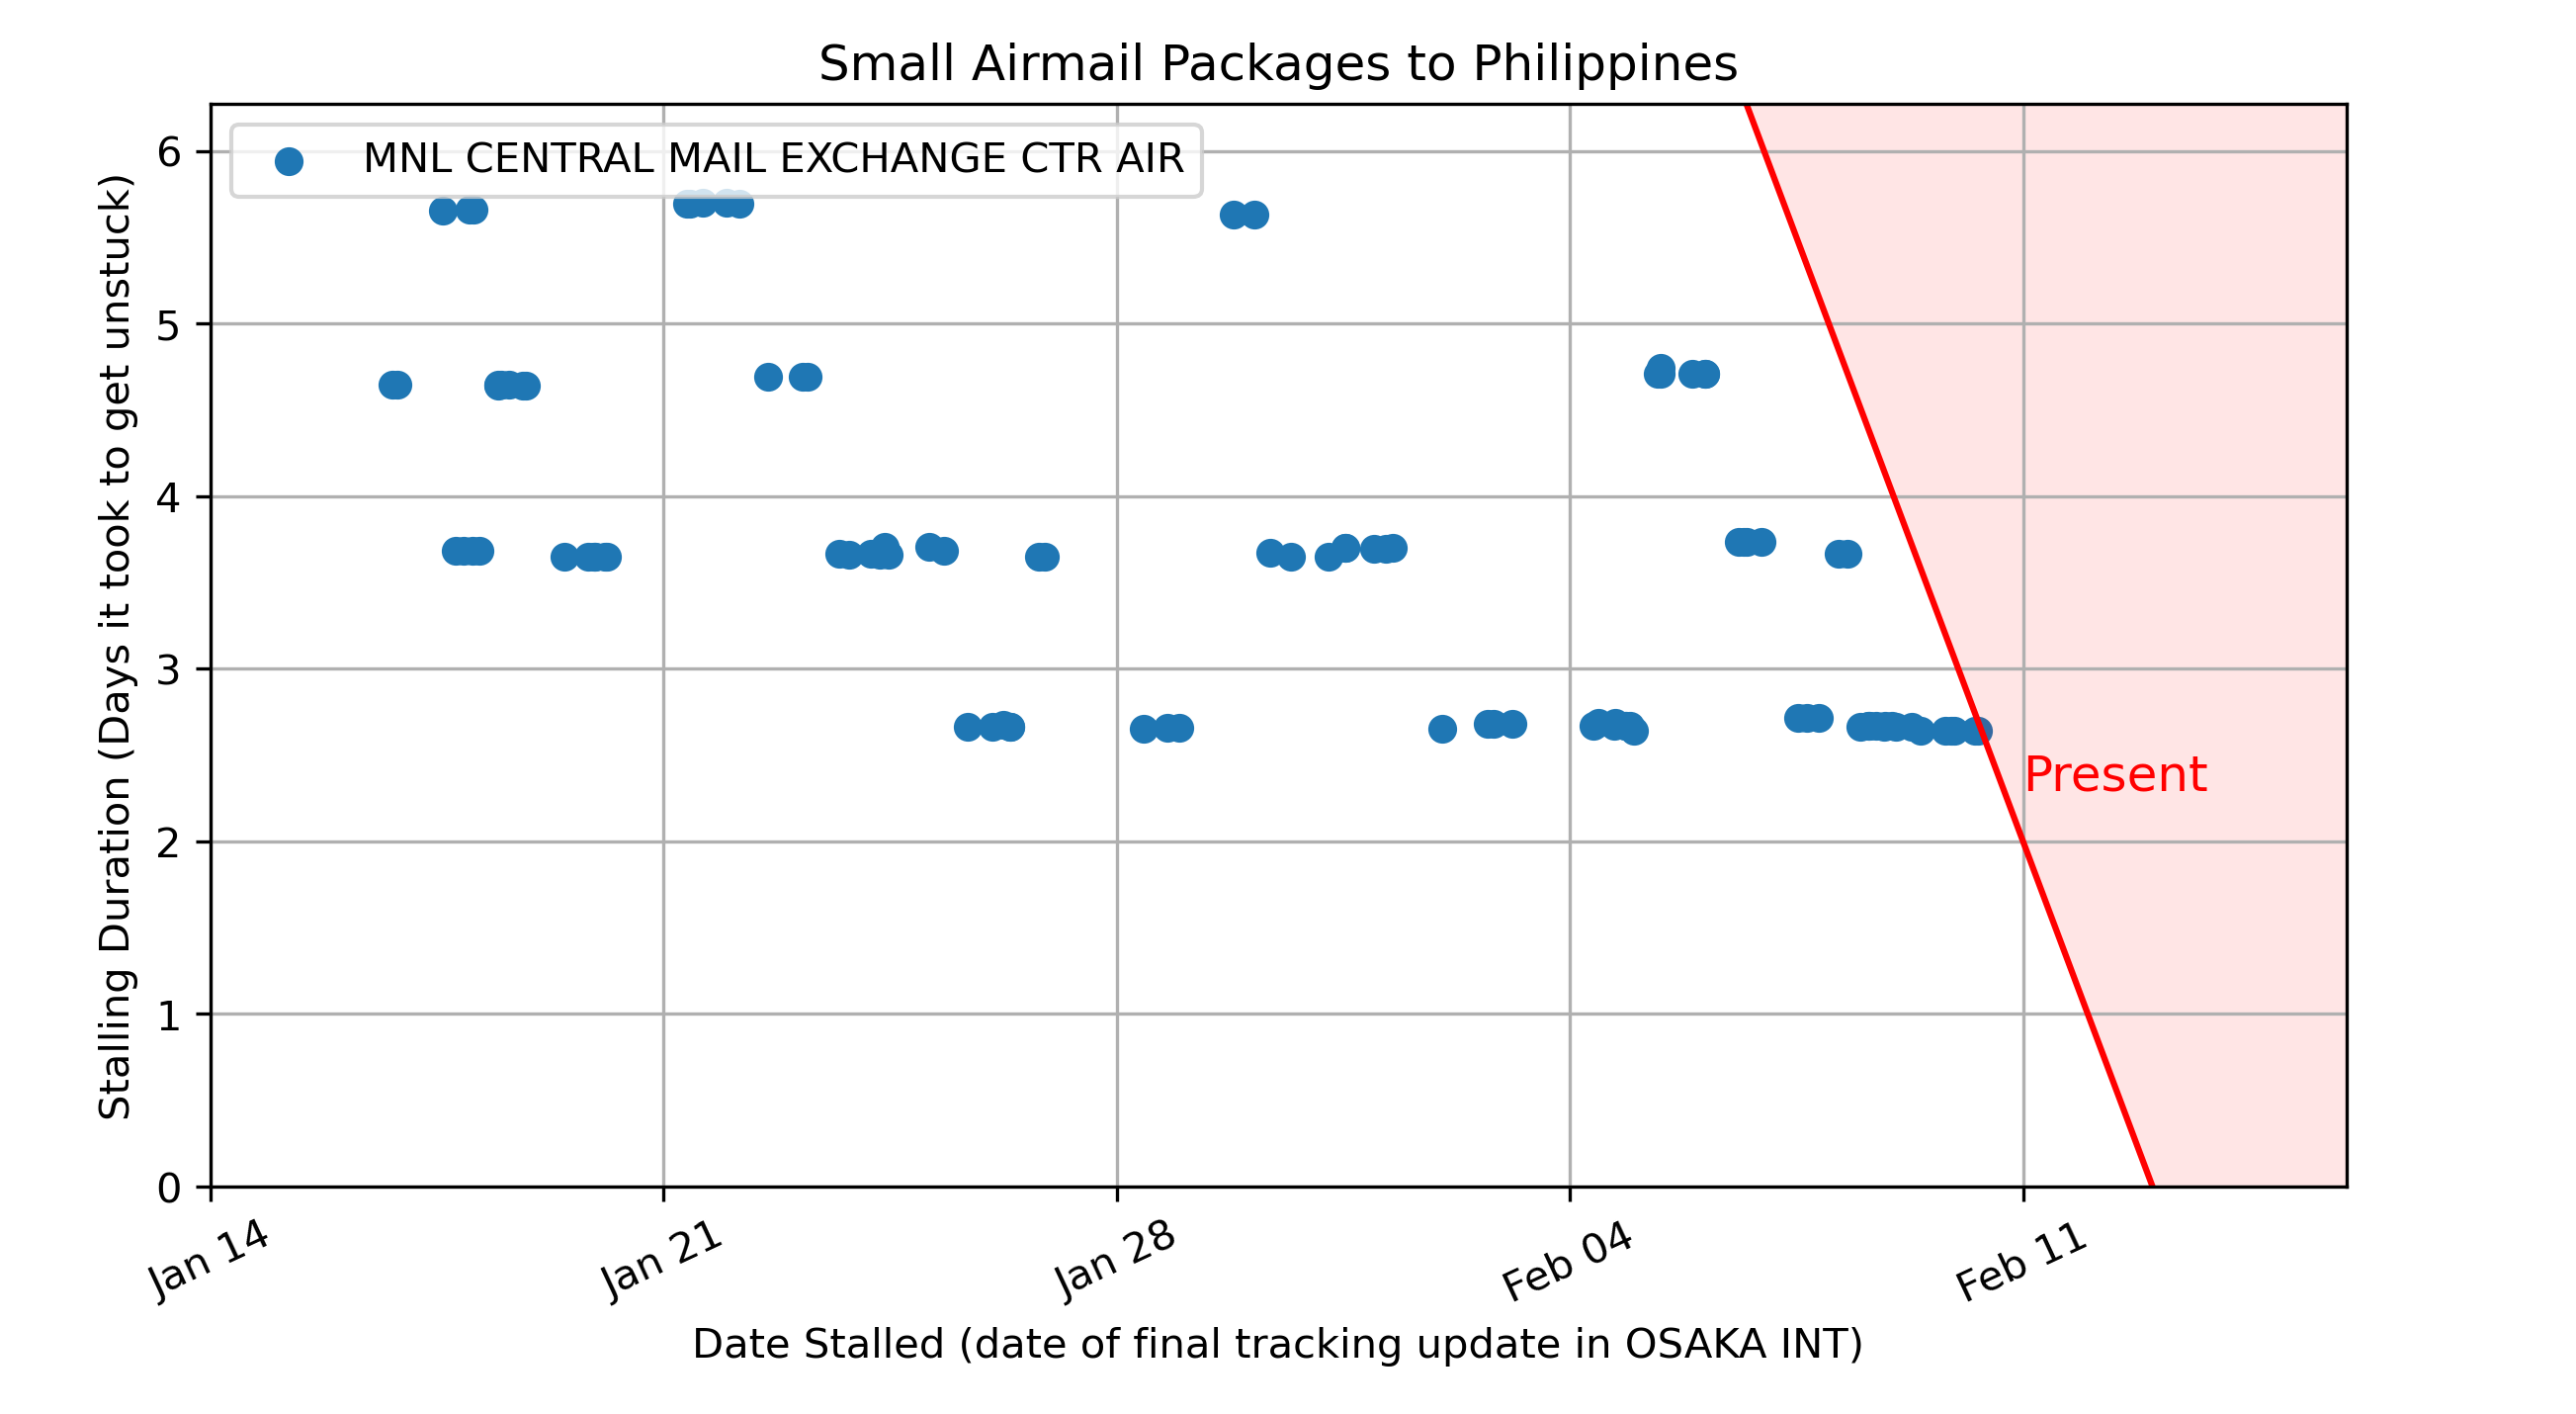 Small Airmail Packages to Philippines
MNL CENTRAL MAIL EXCHANGE CTR AIR
Stalling Duration (Days it took to get unstuck)
6
5
4
3
2
1
0
Present
Jan 14
Jan 21
Jan 28
Feb 04
Feb 11
Date Stalled (date of final tracking update in OSAKA INT)